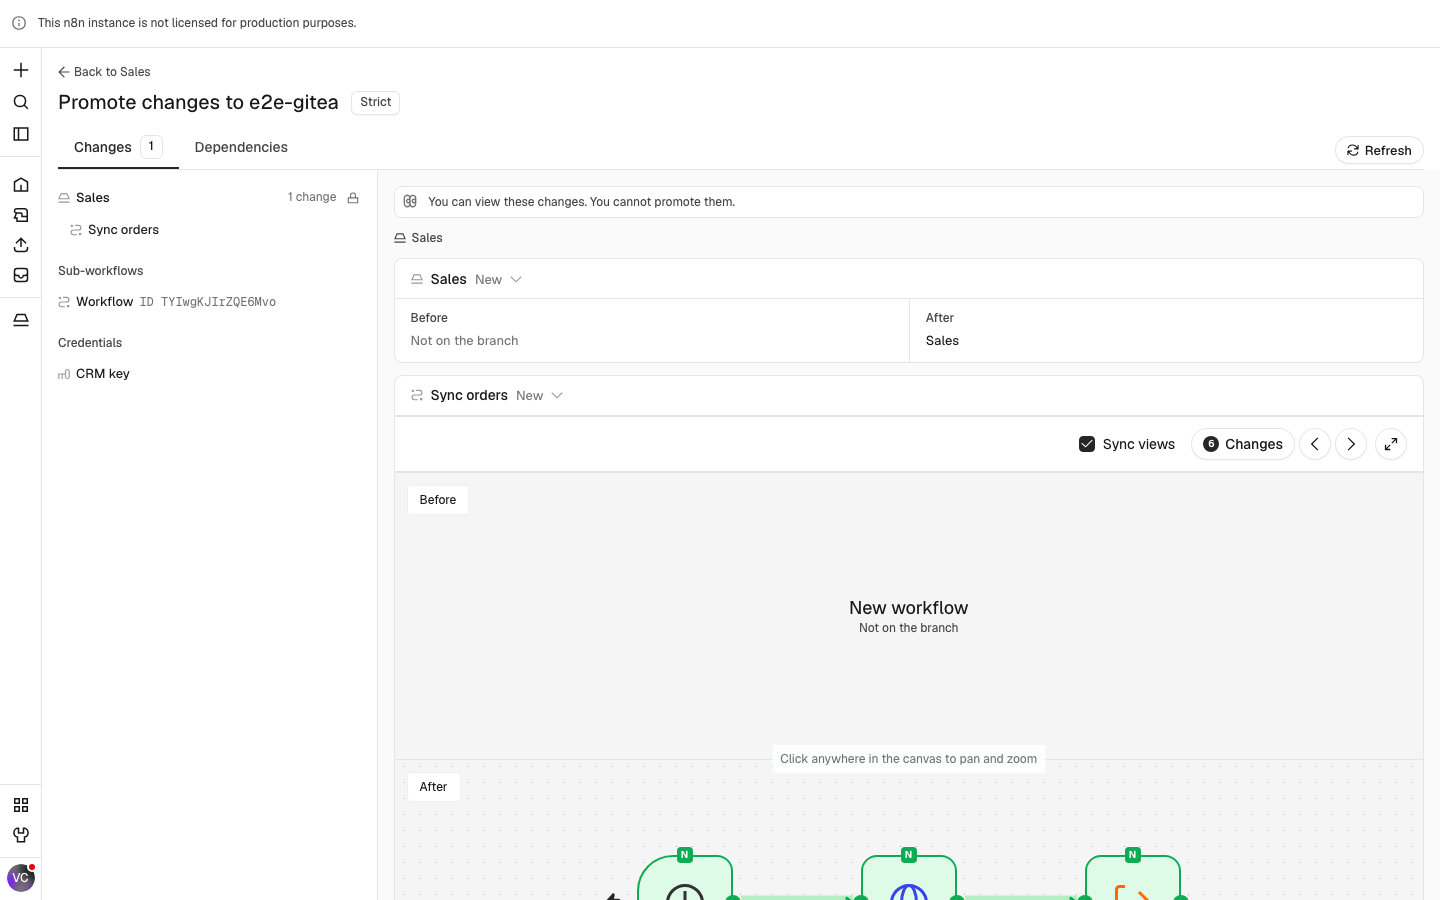 This n8n instance is not licensed for production purposes.
Back to Sales
Promote changes to e2e-gitea
Strict
Changes 1
Dependencies
Refresh
Sales
1 change
Sync orders
Sub-workflows
Workflow ID TYIwgKJIrZQE6Mvo
Credentials
CRM key
You can view these changes. You cannot promote them.
Sales
Sales New
Before
Not on the branch
After
Sales
Sync orders New
Sync views
6 Changes
Before
New workflow
Not on the branch
Click anywhere in the canvas to pan and zoom
After
N
N
N
VC